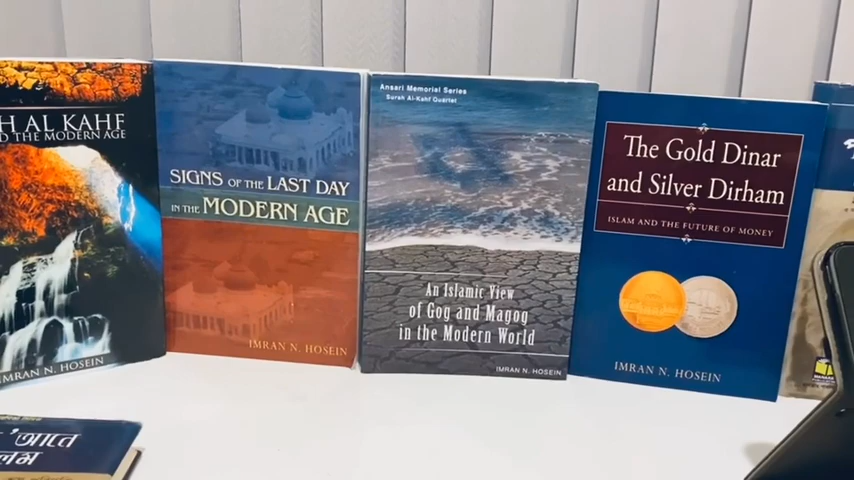 AL KAHF
THE MODERN AGE
IMRAN N. HOSEIN
SIGNS OF THE LAST DAY
IN THE MODERN AGE
IMRAN N. HOSEIN
Ansari Memorial Series
Surah Al-Kahf Quartet
An Islamic View
of Gog and Magog
in the Modern World
IMRAN N. HOSEIN
The Gold Dinar
and Silver Dirham
ISLAM AND THE FUTURE OF MONEY
IMRAN N. HOSEIN